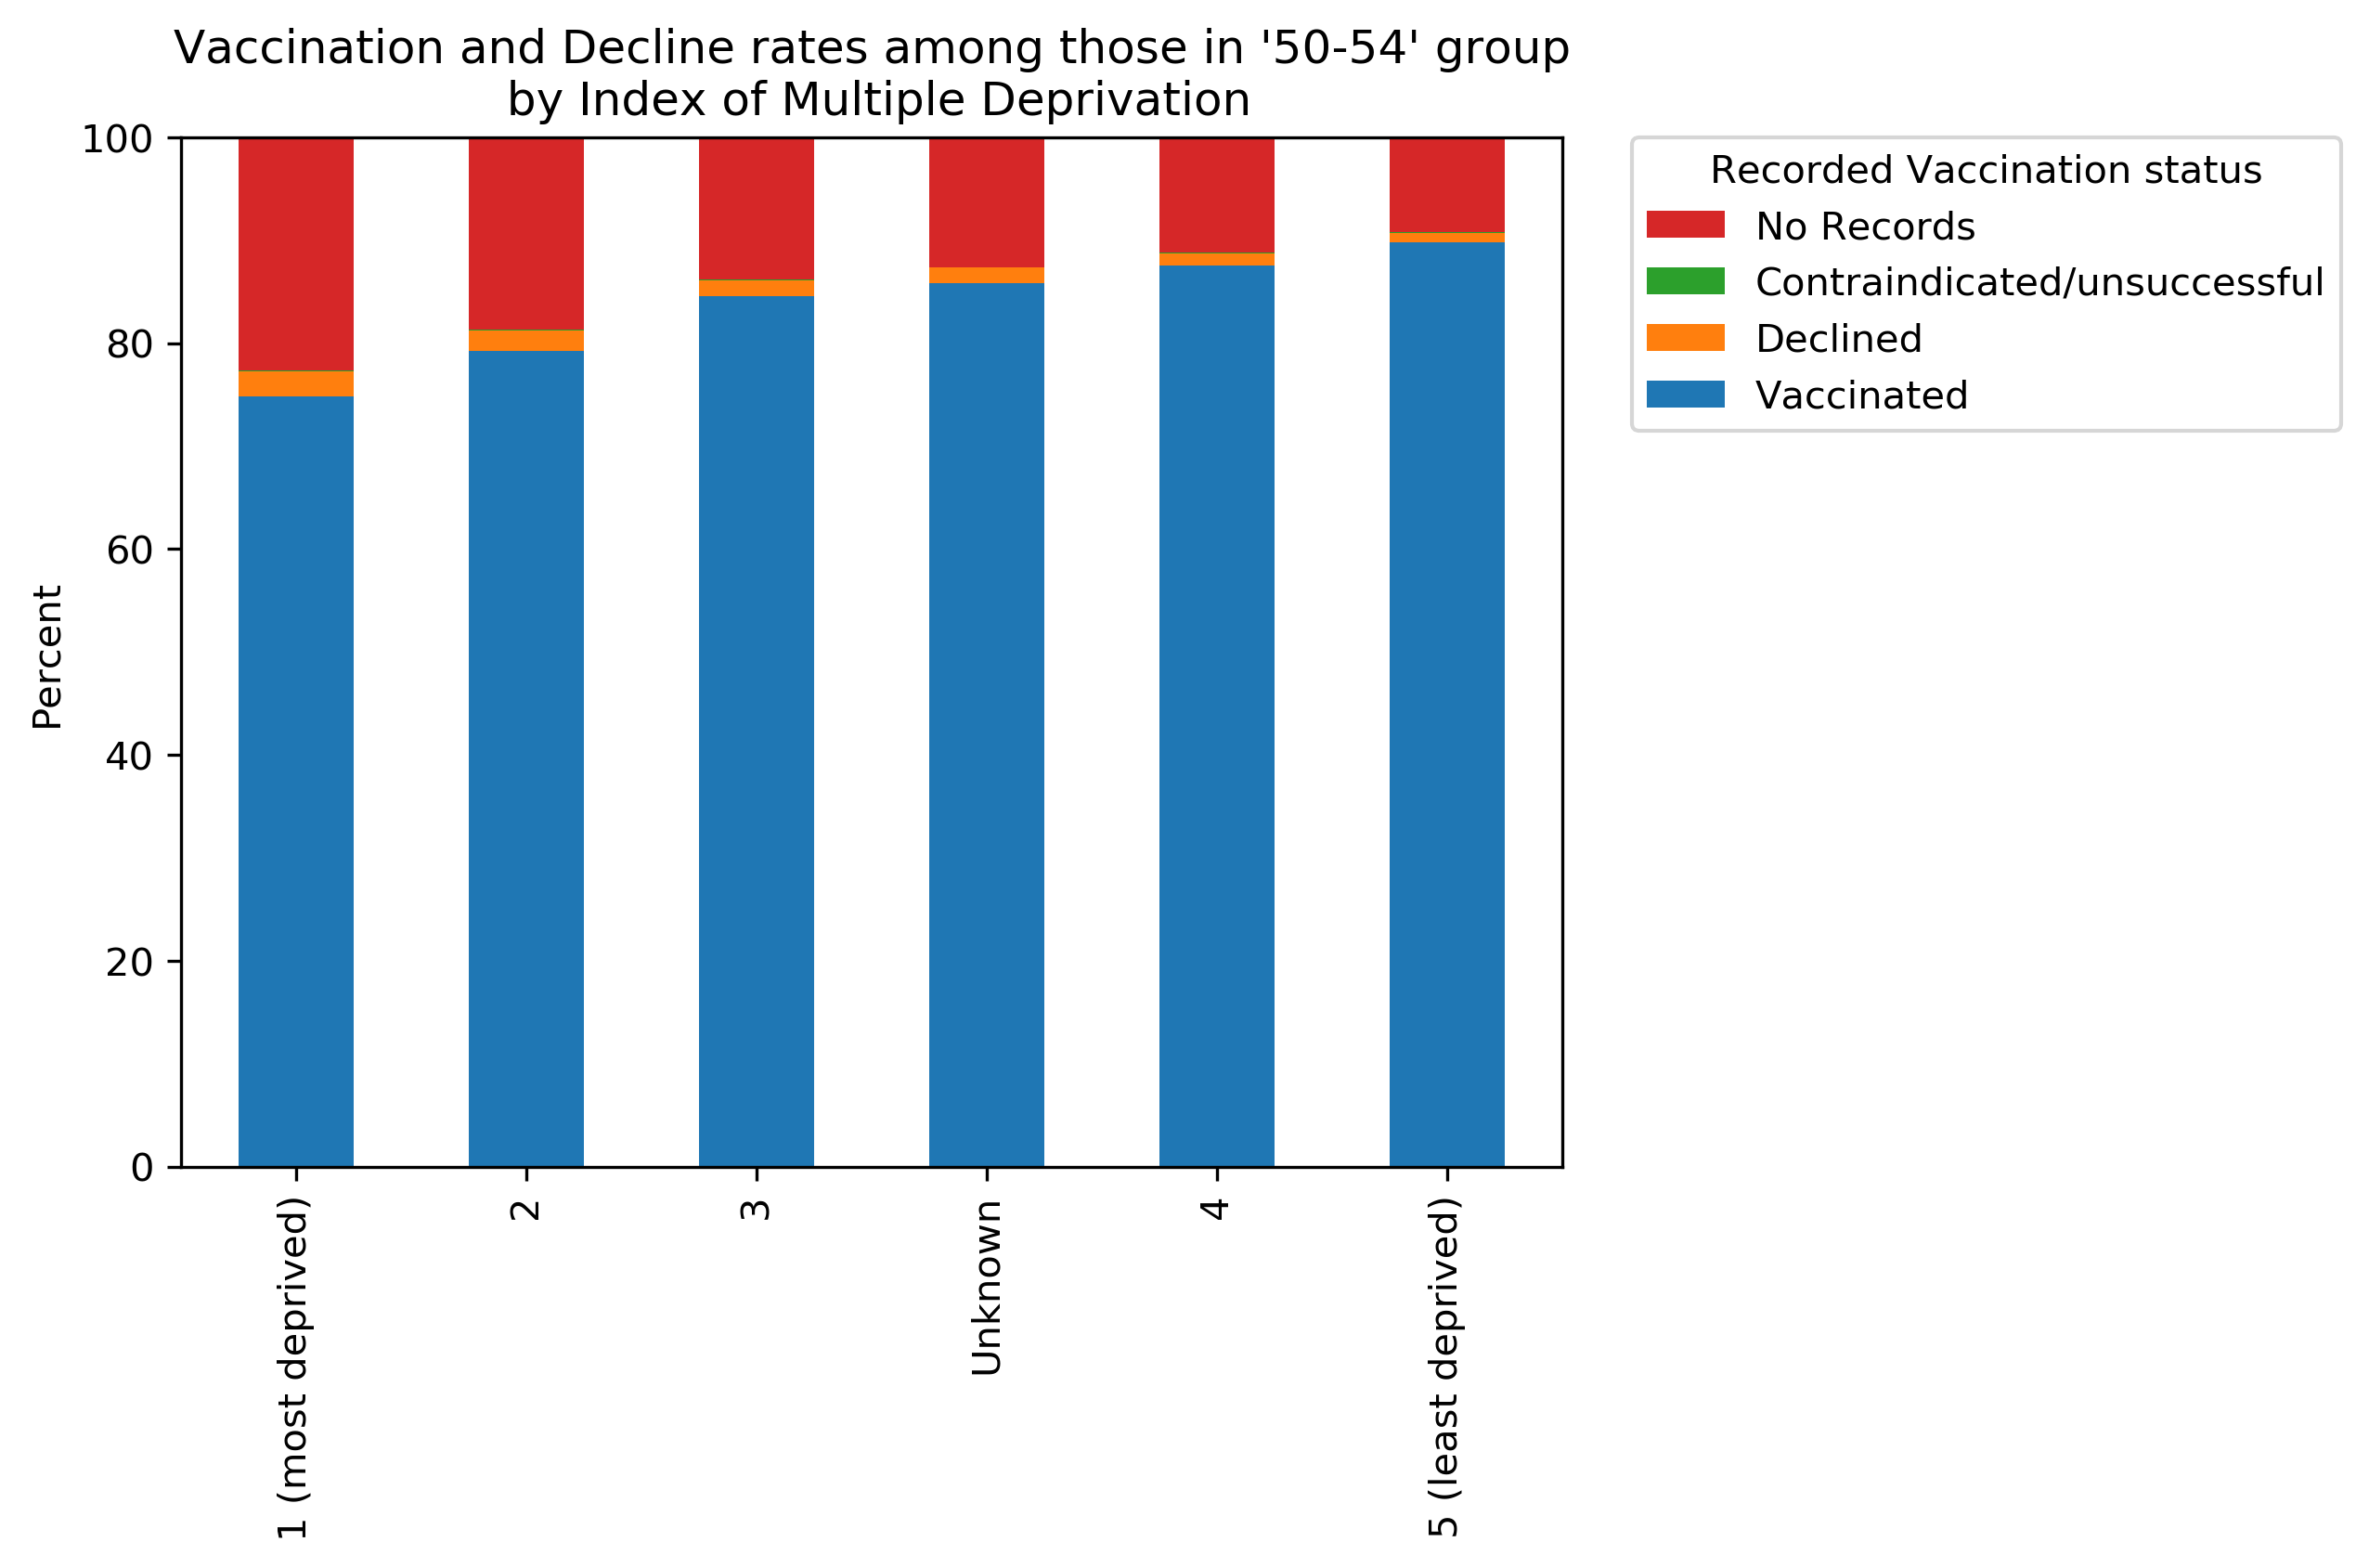 Vaccination and Decline rates among those in '50-54' group
by Index of Multiple Deprivation
100
80
60
40
20
0
Percent
1 (most deprived)
2
3
Unknown
4
5 (least deprived)
Recorded Vaccination status
No Records
Contraindicated/unsuccessful
Declined
Vaccinated